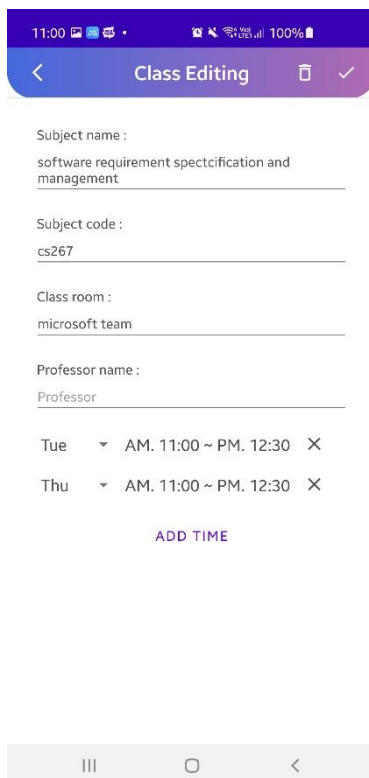 11:00 100%
Class Editing
Subject name :
software requirement spectcification and
management
Subject code :
cs267
Class room :
microsoft team
Professor name :
Professor
Tue AM. 11:00 ~ PM. 12:30
Thu AM. 11:00 ~ PM. 12:30
ADD TIME